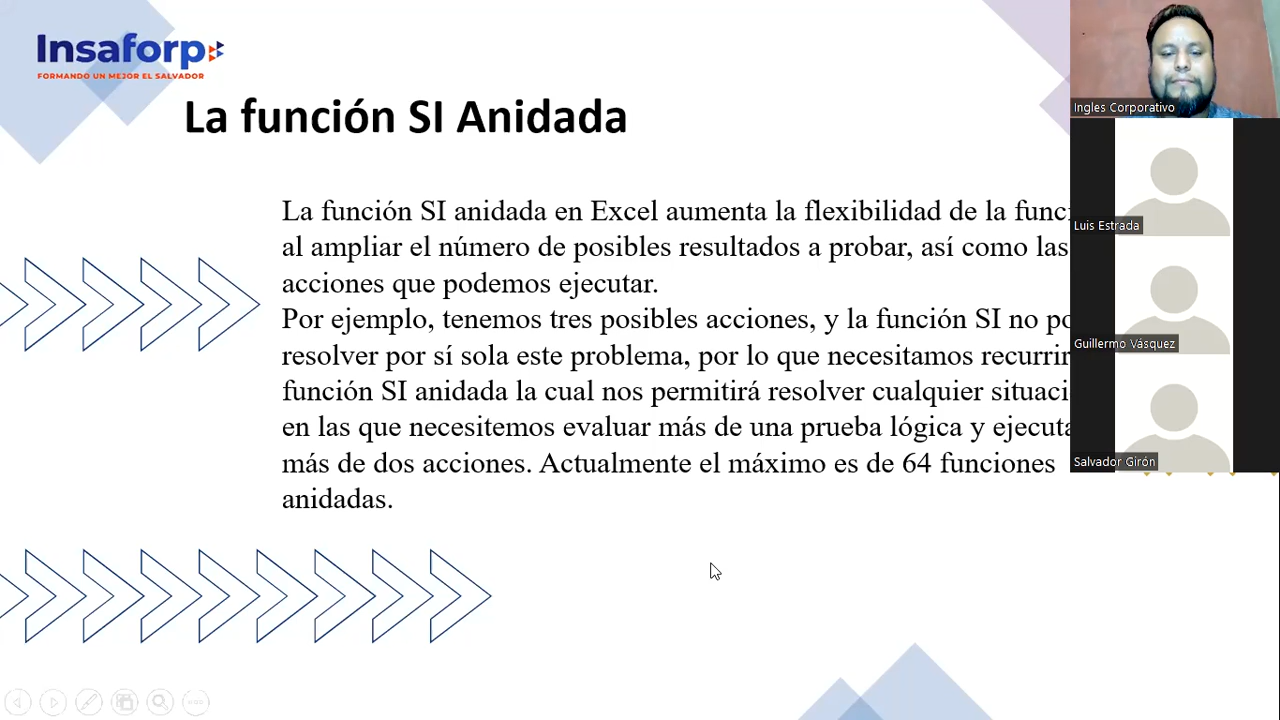 Insaforp
FORMANDO UN MEJOR EL SALVADOR
La función SI Anidada
La función SI anidada en Excel aumenta la flexibilidad de la
al ampliar el número de posibles resultados a probar, así como las
acciones que podemos ejecutar.
Por ejemplo, tenemos tres posibles acciones, y la función SI no
resolver por sí sola este problema, por lo que necesitamos recurrir
función SI anidada la cual nos permitirá resolver cualquier
en las que necesitemos evaluar más de una prueba lógica y
más de dos acciones. Actualmente el máximo es de 64 funciones
anidadas.
Ingles Corporativo
Luis Estrada
Guillermo Vásquez
Salvador Girón